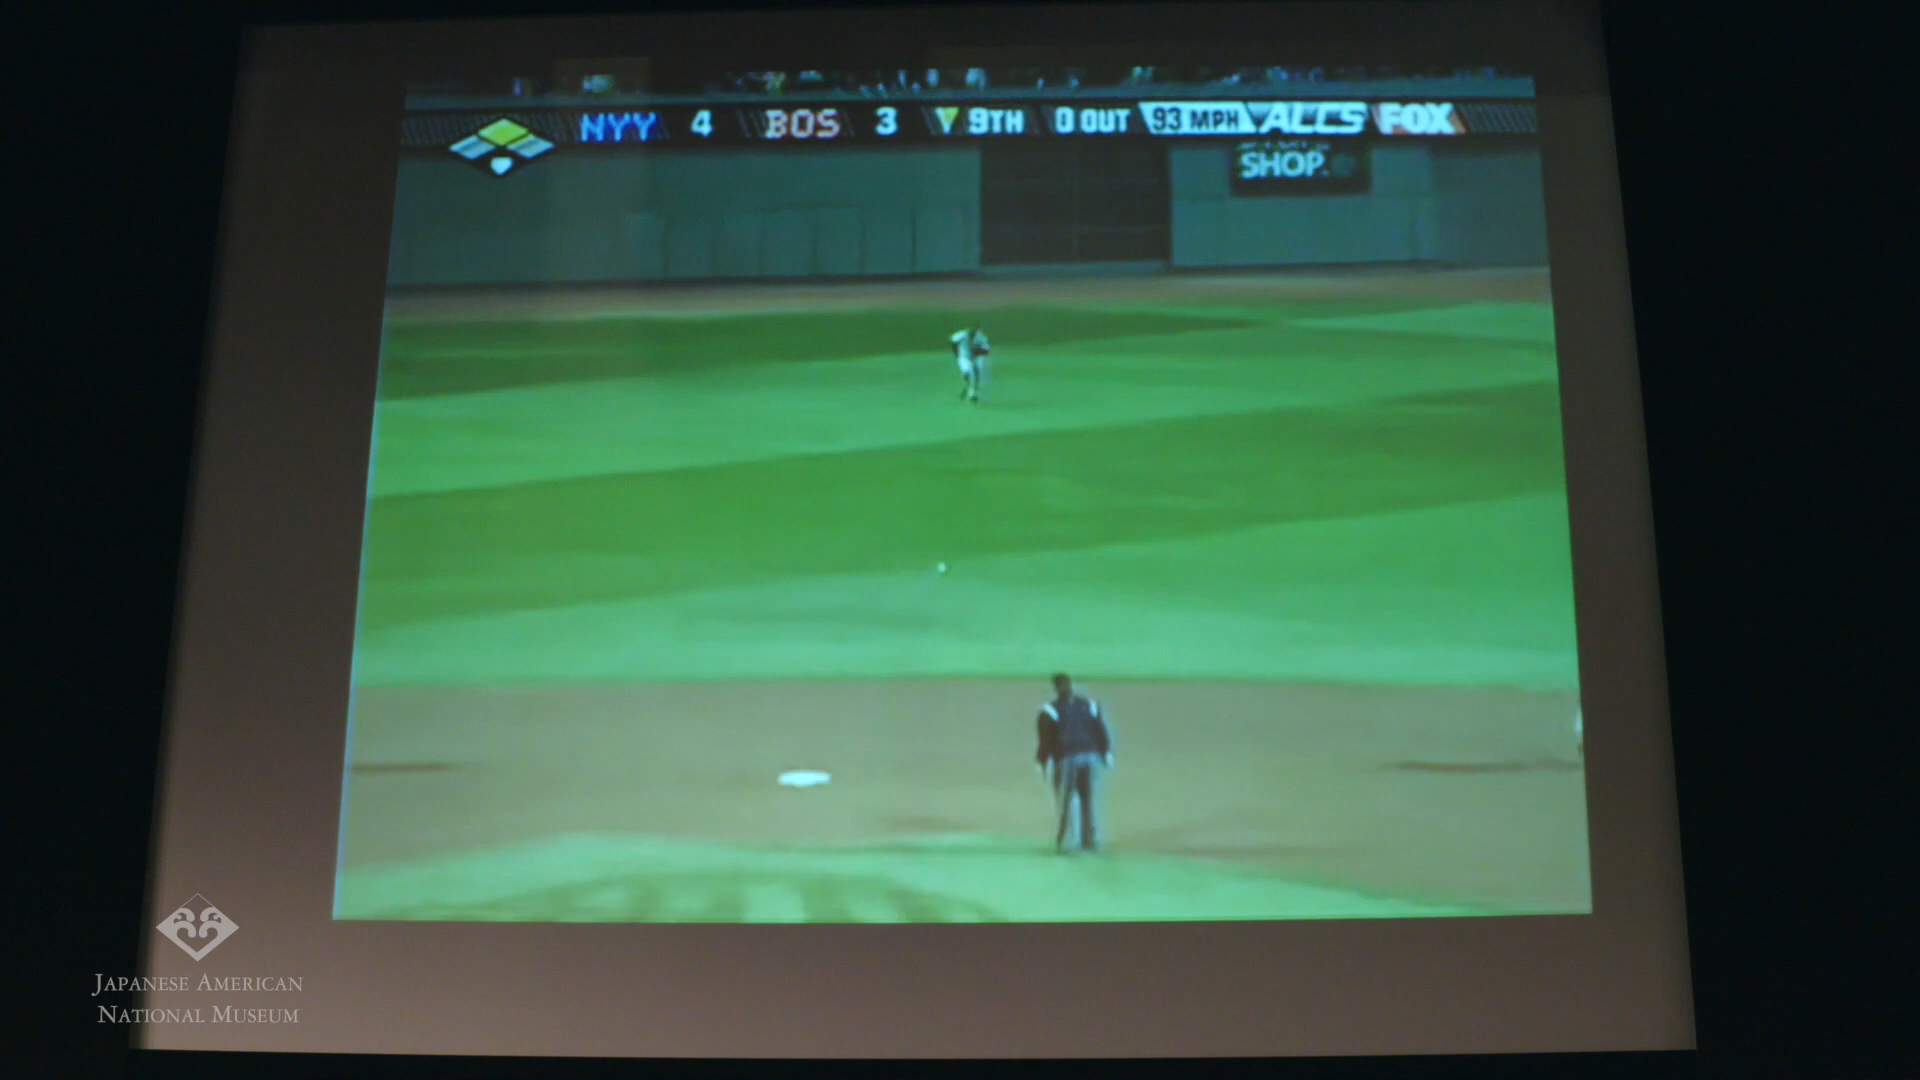 NYY 4 BOS 3 9TH 0 OUT 93 MPH ALCS FOX
SHOP.
JAPANESE AMERICAN
NATIONAL MUSEUM